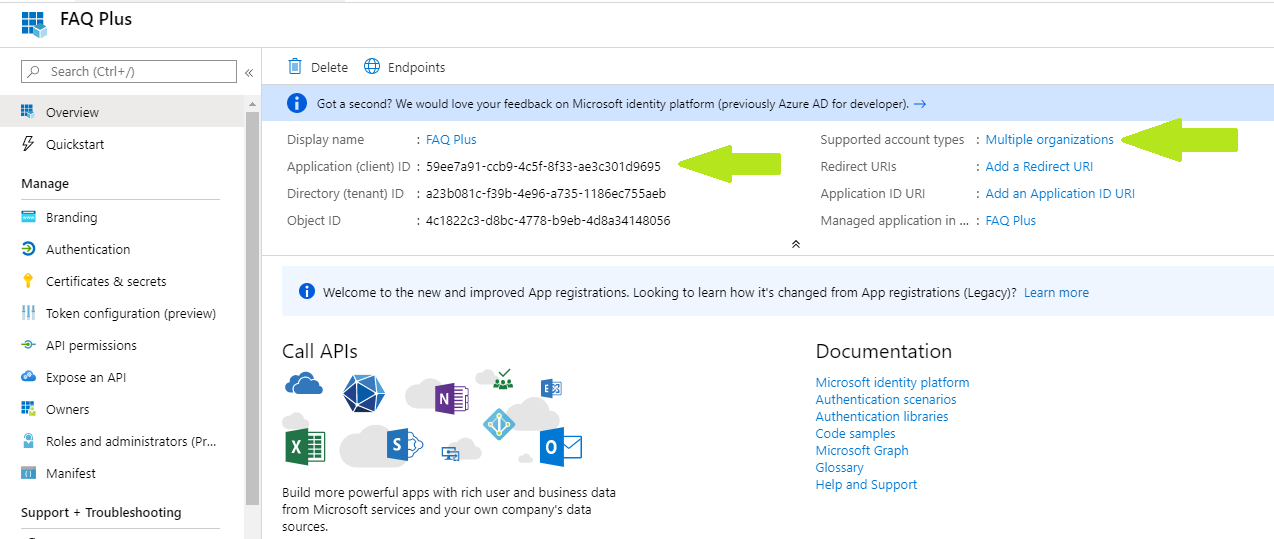 FAQ Plus
Search (Ctrl+/)
«
Overview
Quickstart
Manage
Branding
Authentication
Certificates & secrets
Token configuration (preview)
API permissions
Expose an API
Owners
Roles and administrators (Pr...
Manifest
Support + Troubleshooting
Delete
Endpoints
Got a second? We would love your feedback on Microsoft identity platform (previously Azure AD for developer). →
Display name : FAQ Plus
Application (client) ID : 59ee7a91-ccb9-4c5f-8f33-ae3c301d9695
Directory (tenant) ID : a23b081c-f39b-4e96-a735-1186ec755aeb
Object ID : 4c1822c3-d8bc-4778-b9eb-4d8a34148056
Supported account types : Multiple organizations
Redirect URIs : Add a Redirect URI
Application ID URI : Add an Application ID URI
Managed application in ... : FAQ Plus
Welcome to the new and improved App registrations. Looking to learn how it's changed from App registrations (Legacy)? Learn more
Call APIs
N
E
X
S
O
Build more powerful apps with rich user and business data
from Microsoft services and your own company's data
sources.
Documentation
Microsoft identity platform
Authentication scenarios
Authentication libraries
Code samples
Microsoft Graph
Glossary
Help and Support